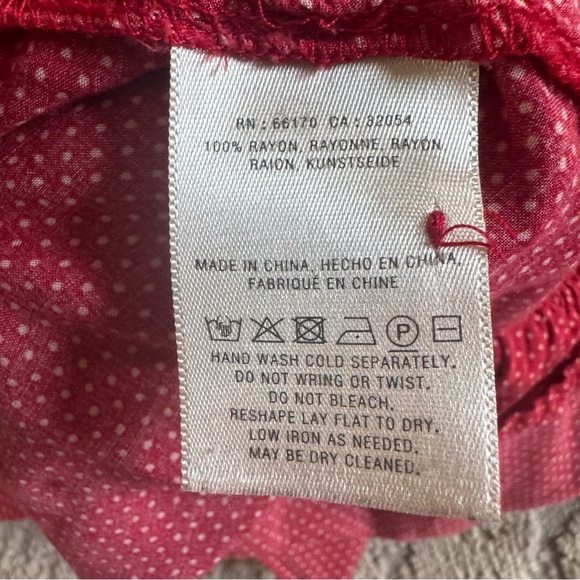 RN : 66170 CA : 32054
100% RAYON, RAYONNE, RAYON,
RAION, KUNSTSEIDE
MADE IN CHINA, HECHO EN CHINA,
FABRIQUÉ EN CHINE
P
HAND WASH COLD SEPARATELY.
DO NOT WRING OR TWIST.
DO NOT BLEACH.
RESHAPE LAY FLAT TO DRY.
LOW IRON AS NEEDED.
MAY BE DRY CLEANED.